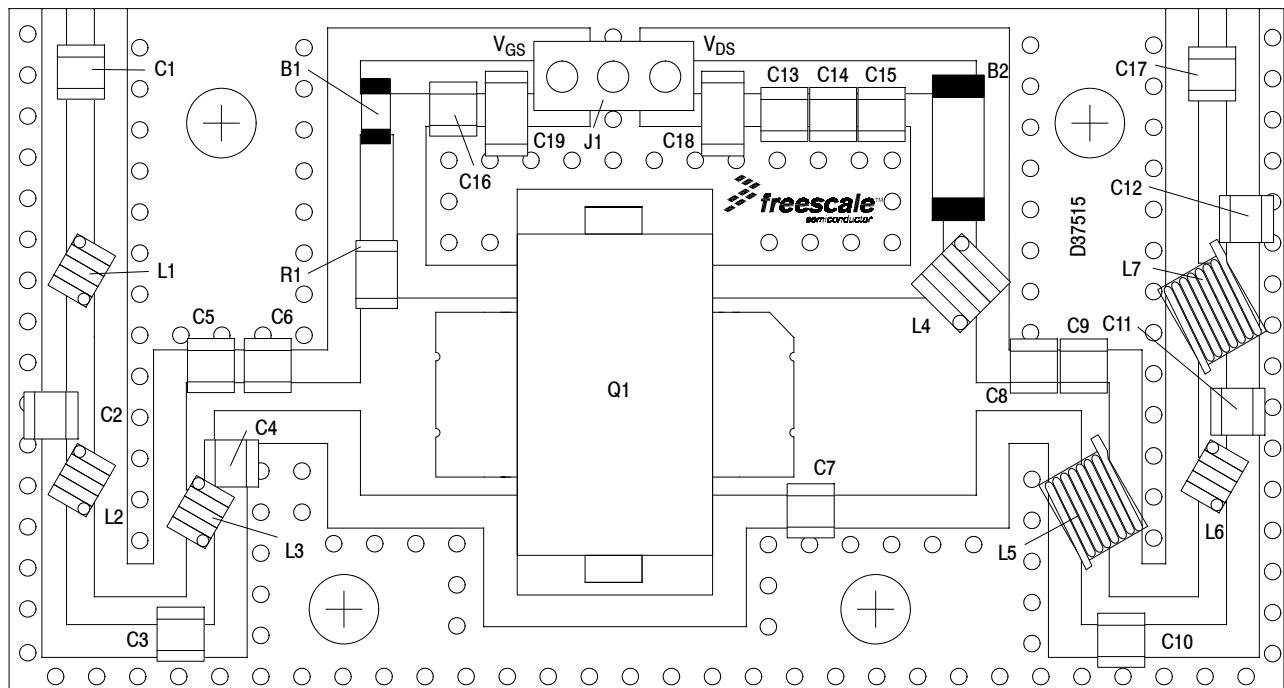 C1
B1
VGS
VDS
C13
C14
C15
B2
C17
C19
J1
C18
C16
C12
freescale™
semiconductor
D37515
L1
R1
L7
C5
C6
L4
C11
C9
C2
Q1
C8
C4
C7
L2
L3
L5
L6
C3
C10